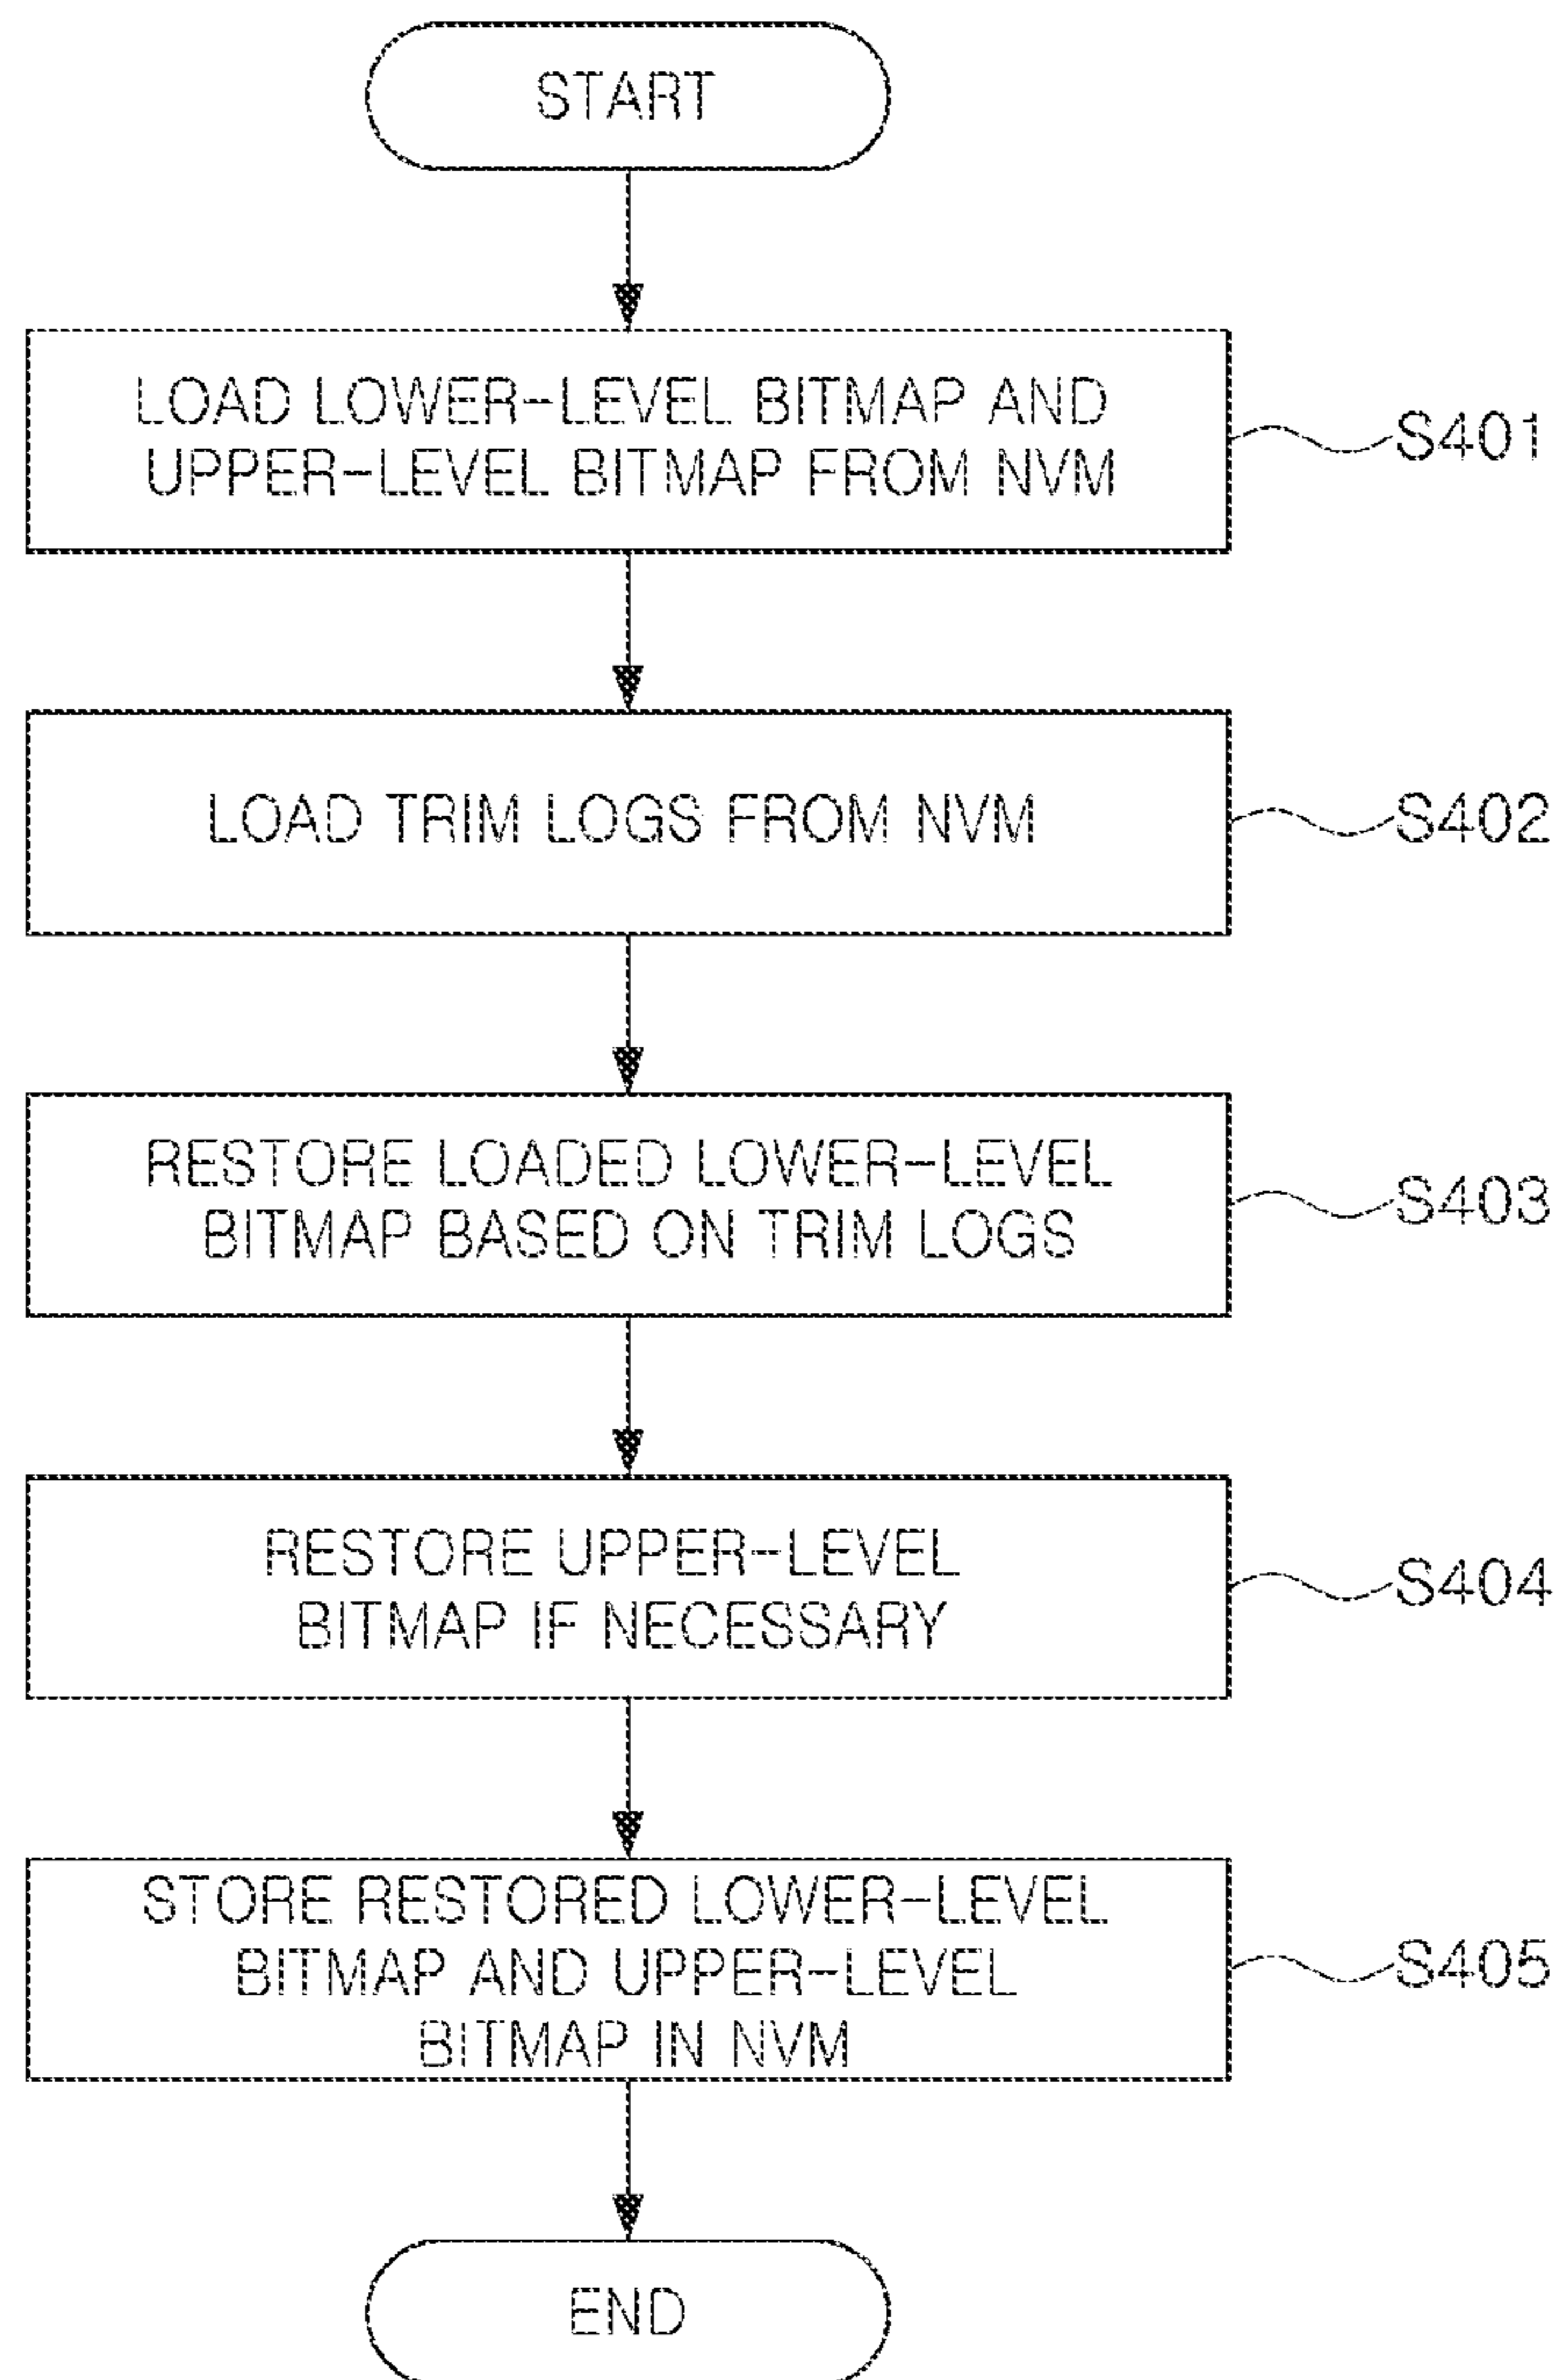 START
LOAD LOWER-LEVEL BITMAP AND
UPPER-LEVEL BITMAP FROM NVM
S401
LOAD TRIM LOGS FROM NVM
S402
RESTORE LOADED LOWER-LEVEL
BITMAP BASED ON TRIM LOGS
S403
RESTORE UPPER-LEVEL
BITMAP IF NECESSARY
S404
STORE RESTORED LOWER-LEVEL
BITMAP AND UPPER-LEVEL
BITMAP IN NVM
S405
END